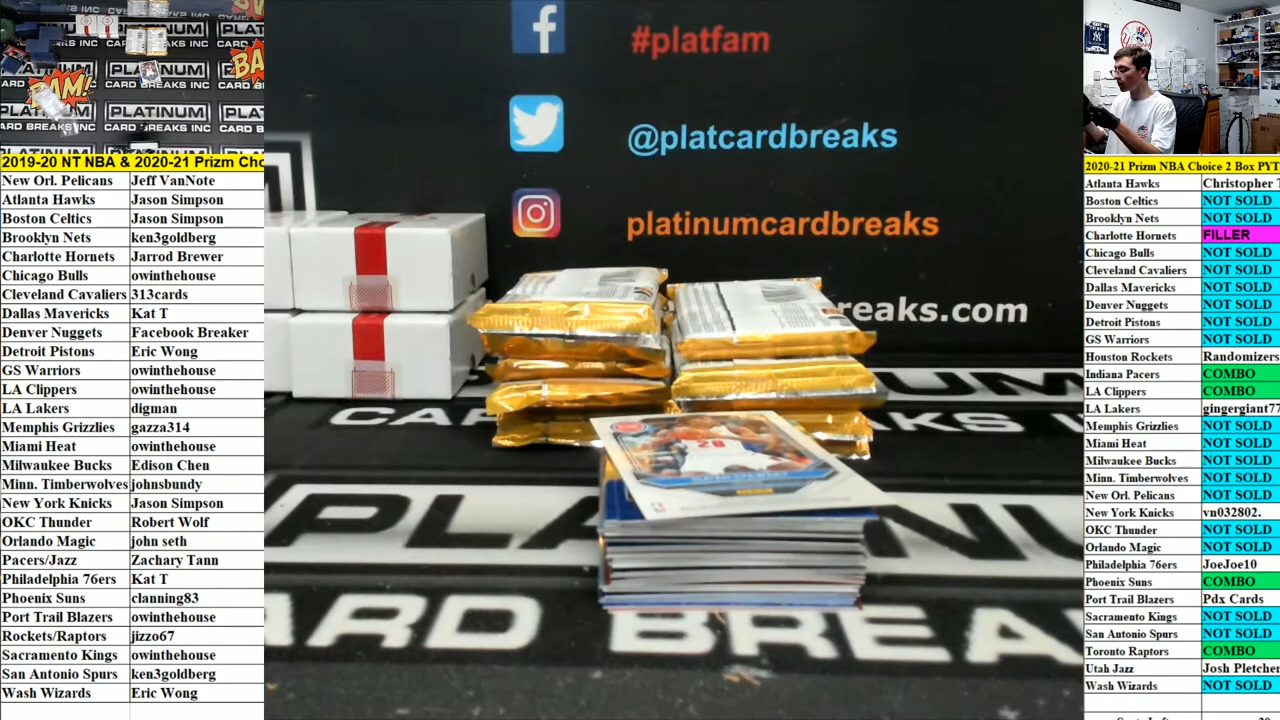 PLATINUM
CARD BREAKS INC
BAM!
2019-20 NT NBA & 2020-21 Prizm Cho
New Orl. Pelicans Jeff VanNote
Atlanta Hawks Jason Simpson
Boston Celtics Jason Simpson
Brooklyn Nets ken3goldberg
Charlotte Hornets Jarrod Brewer
Chicago Bulls owinthehouse
Cleveland Cavaliers 313cards
Dallas Mavericks Kat T
Denver Nuggets Facebook Breaker
Detroit Pistons Eric Wong
GS Warriors owinthehouse
LA Clippers owinthehouse
LA Lakers digman
Memphis Grizzlies gazza314
Miami Heat owinthehouse
Milwaukee Bucks Edison Chen
Minn. Timberwolves johnsbundy
New York Knicks Jason Simpson
OKC Thunder Robert Wolf
Orlando Magic john seth
Pacers/Jazz Zachary Tann
Philadelphia 76ers Kat T
Phoenix Suns clanning83
Port Trail Blazers owinthehouse
Rockets/Raptors jizzo67
Sacramento Kings owinthehouse
San Antonio Spurs ken3goldberg
Wash Wizards Eric Wong
#platfam
@platcardbreaks
platinumcardbreaks
reaks.com
28
2020-21 Prizm NBA Choice 2 Box PYT
Atlanta Hawks Christopher T
Boston Celtics NOT SOLD
Brooklyn Nets NOT SOLD
Charlotte Hornets FILLER
Chicago Bulls NOT SOLD
Cleveland Cavaliers NOT SOLD
Dallas Mavericks NOT SOLD
Denver Nuggets NOT SOLD
Detroit Pistons NOT SOLD
GS Warriors NOT SOLD
Houston Rockets Randomizers
Indiana Pacers COMBO
LA Clippers COMBO
LA Lakers gingergiant77
Memphis Grizzlies NOT SOLD
Miami Heat NOT SOLD
Milwaukee Bucks NOT SOLD
Minn. Timberwolves NOT SOLD
New Orl. Pelicans NOT SOLD
New York Knicks vn032802.
OKC Thunder NOT SOLD
Orlando Magic NOT SOLD
Philadelphia 76ers JoeJoe10
Phoenix Suns COMBO
Port Trail Blazers Pdx Cards
Sacramento Kings NOT SOLD
San Antonio Spurs NOT SOLD
Toronto Raptors COMBO
Utah Jazz Josh Pletcher
Wash Wizards NOT SOLD